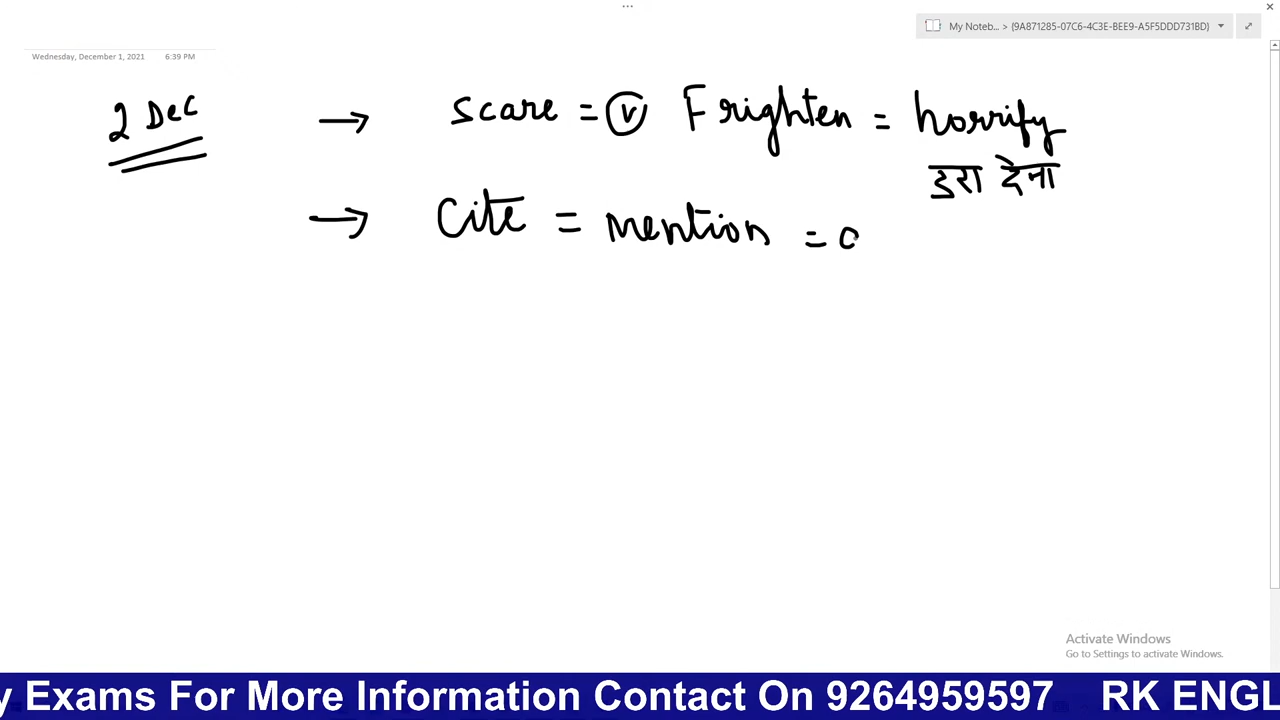 ...
×
My Noteb... > {9A871285-07C6-4C3E-BEE9-A5F5DDD731BD}
Wednesday, December 1, 2021 6:39 PM
2 Dec → scare = (v) Frighten = horrify
डरा देना
→ Cite = mention =
Activate Windows
Go to Settings to activate Windows.
y Exams For More Information Contact On 9264959597 RK ENGL